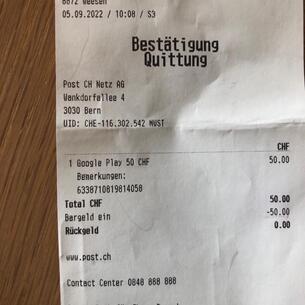 8872 Weesen
05.09.2022 / 10:08 / S3
Bestätigung
Quittung
Post CH Netz AG
Wankdorfallee 4
3030 Bern
UID: CHE-116.302.542 MWST
CHF
1 Google Play 50 CHF 50.00
Bemerkungen:
6338710819814058
Total CHF 50.00
Bargeld ein -50.00
Rückgeld 0.00
www.post.ch
Contact Center 0848 888 888